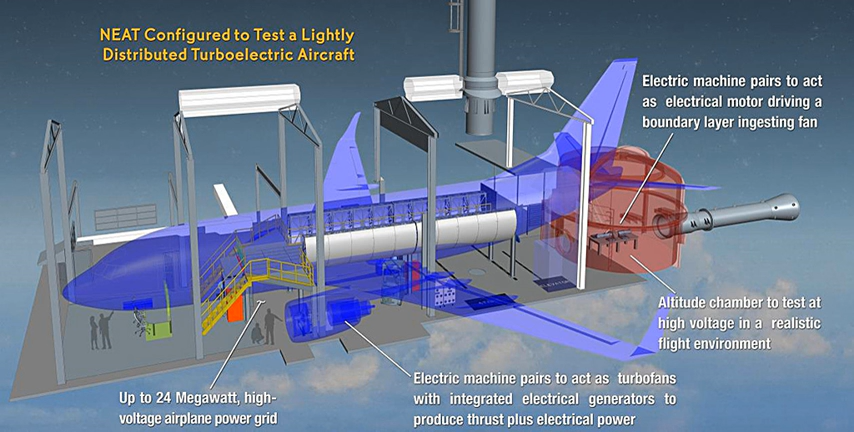 NEAT Configured to Test a Lightly
Distributed Turboelectric Aircraft
Electric machine pairs to act
as electrical motor driving a
boundary layer ingesting fan
Altitude chamber to test at
high voltage in a realistic
flight environment
Electric machine pairs to act as turbofans
with integrated electrical generators to
produce thrust plus electrical power
Up to 24 Megawatt, high-
voltage airplane power grid